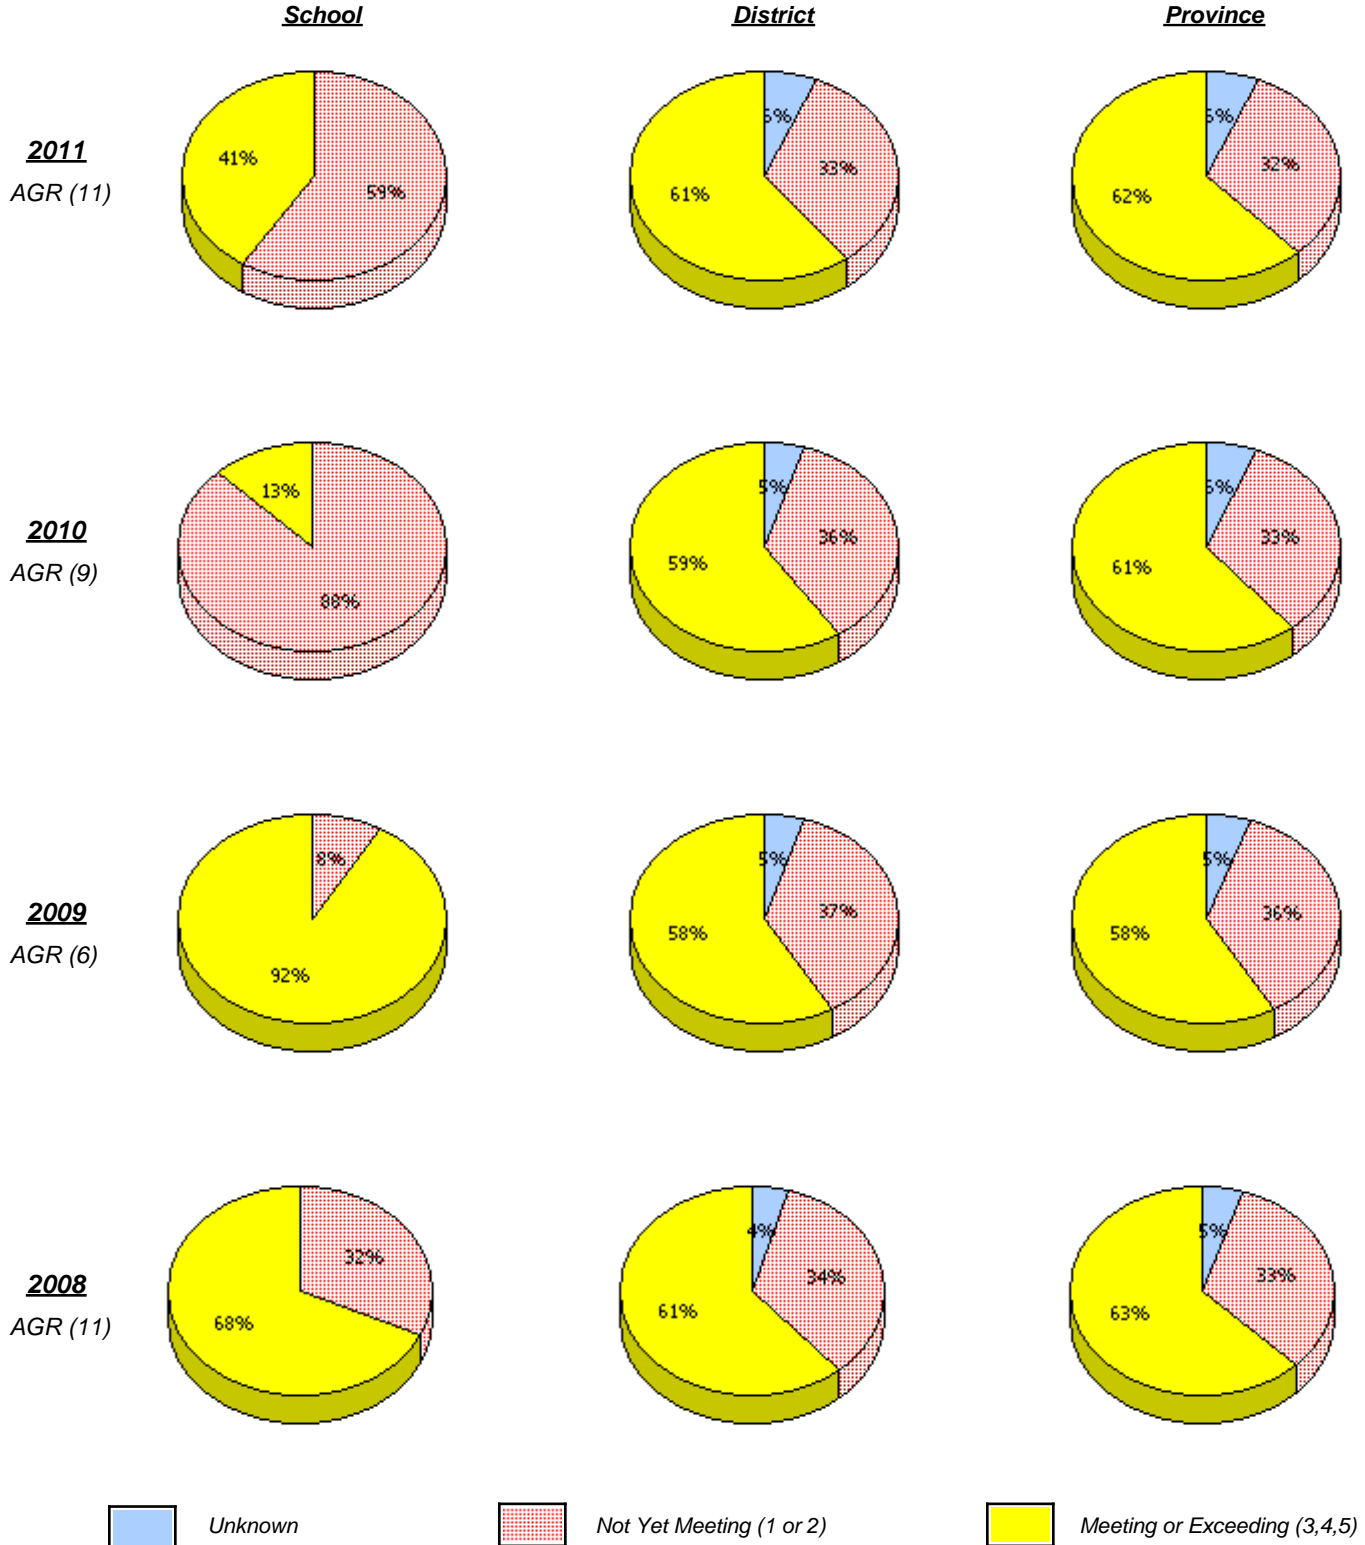 School District Province
2011
AGR (11)
41% 59%
6% 33% 61%
6% 32% 62%
2010
AGR (9)
13% 88%
5% 36% 59%
6% 33% 61%
2009
AGR (6)
8% 92%
5% 37% 58%
5% 36% 58%
2008
AGR (11)
32% 68%
4% 34% 61%
5% 33% 63%
Unknown
Not Yet Meeting (1 or 2)
Meeting or Exceeding (3,4,5)